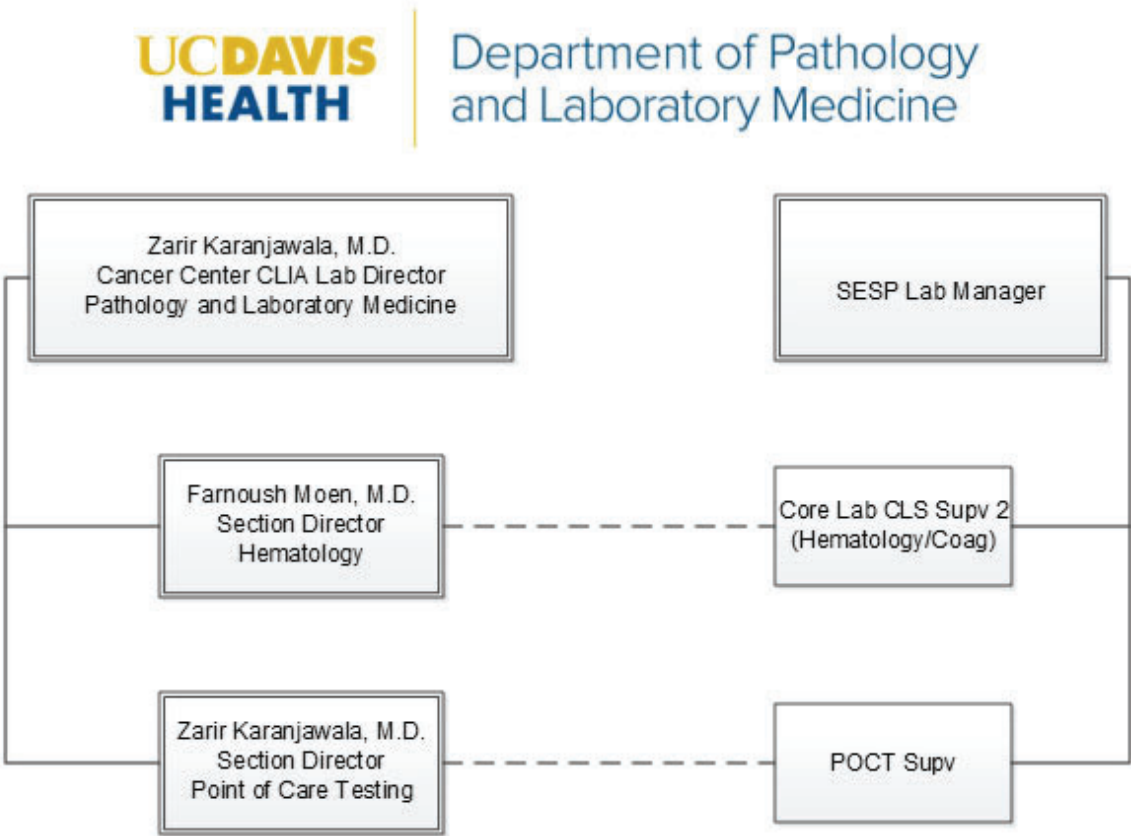 UCDAVIS
HEALTH
Department of Pathology
and Laboratory Medicine
Zarir Karanjawala, M.D.
Cancer Center CLIA Lab Director
Pathology and Laboratory Medicine
SESP Lab Manager
Farnoush Moen, M.D.
Section Director
Hematology
Core Lab CLS Supv 2
(Hematology/Coag)
Zarir Karanjawala, M.D.
Section Director
Point of Care Testing
POCT Supv